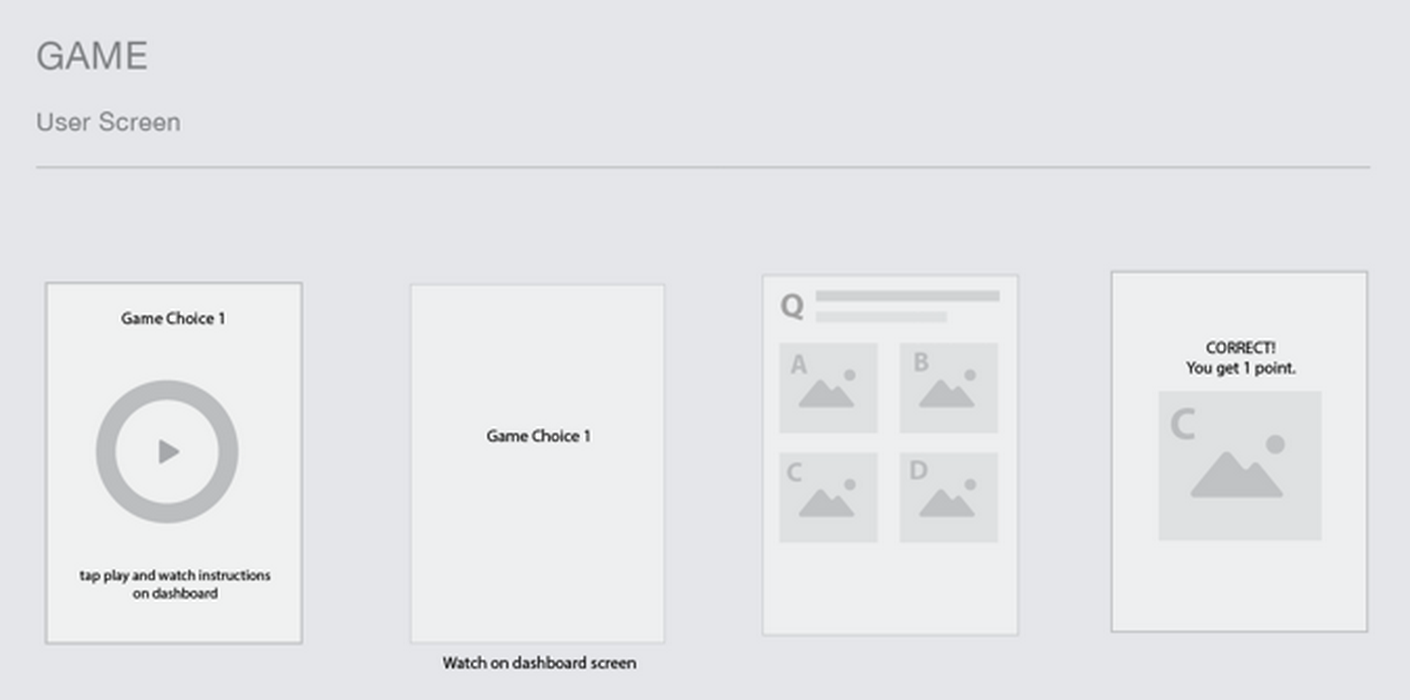 GAME
User Screen
Game Choice 1
tap play and watch instructions
on dashboard
Game Choice 1
Watch on dashboard screen
Q
A
B
C
D
CORRECT!
You get 1 point.
C